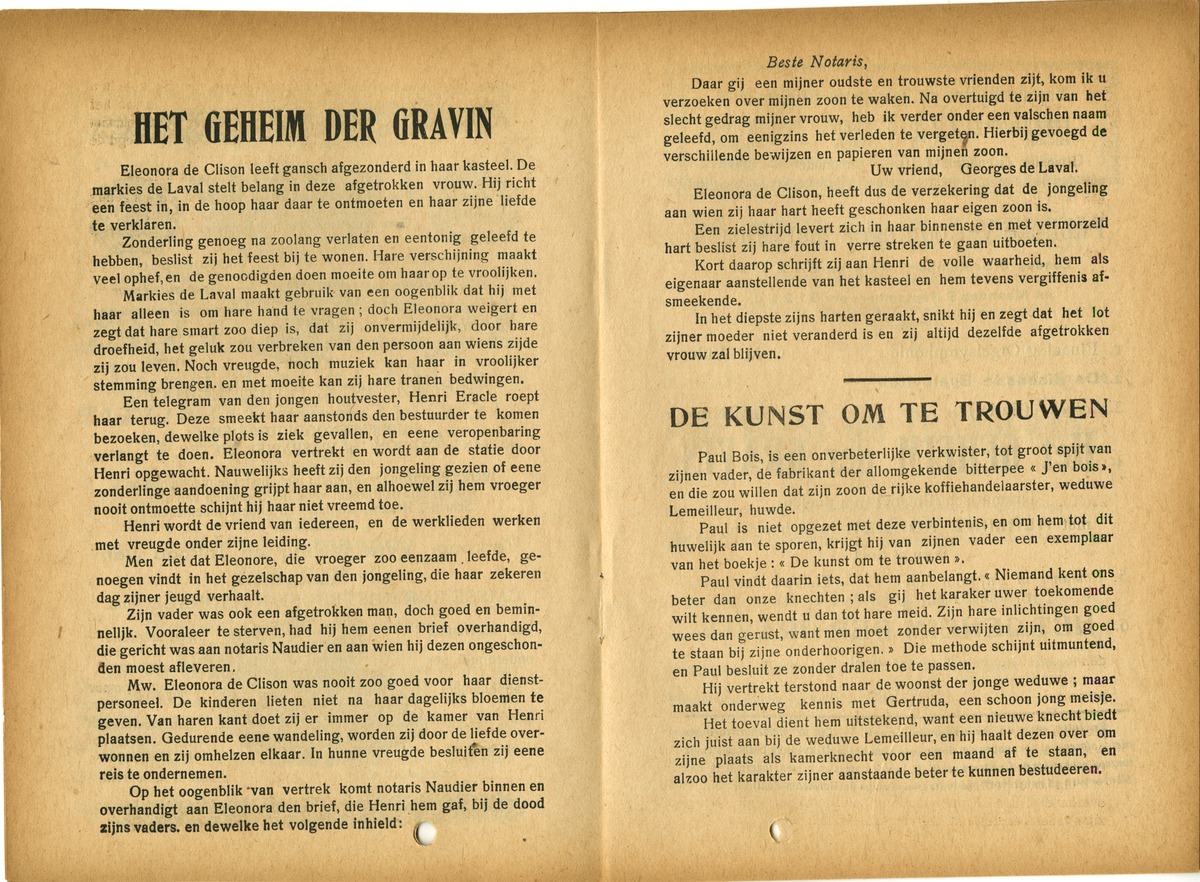 HET GEHEIM DER GRAVIN
Eleonora de Clison leeft gansch afgezonderd in haar kasteel. De
markies de Laval stelt belang in deze afgetrokken vrouw. Hij richt
een feest in, in de hoop haar daar te ontmoeten en haar zijne liefde
te verklaren.
Zonderling genoeg na zoolang verlaten en eentonig geleefd te
hebben, beslist zij het feest bij te wonen. Hare verschijning maakt
veel ophef, en de genoodigden doen moeite om haar op te vroolijken.
Markies de Laval maakt gebruik van een oogenblik dat hij met
haar alleen is om hare hand te vragen ; doch Eleonora weigert en
zegt dat hare smart zoo diep is, dat zij onvermijdelijk, door hare
droefheid, het geluk zou verbreken van den persoon aan wiens zijde
zij zou leven. Noch vreugde, noch muziek kan haar in vroolijker
stemming brengen. en met moeite kan zij hare tranen bedwingen.
Een telegram van den jongen houtvester, Henri Eracle roept
haar terug. Deze smeekt haar aanstonds den bestuurder te komen
bezoeken, dewelke plots is ziek gevallen, en eene veropenbaring
verlangt te doen. Eleonora vertrekt en wordt aan de statie door
Henri opgewacht. Nauwelijks heeft zij den jongeling gezien of eene
zonderlinge aandoening grijpt haar aan, en alhoewel zij hem vroeger
nooit ontmoette schijnt hij haar niet vreemd toe.
Henri wordt de vriend van iedereen, en de werklieden werken
met vreugde onder zijne leiding.
Men ziet dat Eleonore, die vroeger zoo eenzaam leefde, ge-
noegen vindt in het gezelschap van den jongeling, die haar zekeren
dag zijner jeugd verhaalt.
Zijn vader was ook een afgetrokken man, doch goed en bemin-
nelijk. Vooraleer te sterven, had hij hem eenen brief overhandigd,
die gericht was aan notaris Naudier en aan wien hij dezen ongeschon-
den moest afleveren.
Mw. Eleonora de Clison was nooit zoo goed voor haar dienst-
personeel. De kinderen lieten niet na haar dagelijks bloemen te
geven. Van haren kant doet zij er immer op de kamer van Henri
plaatsen. Gedurende eene wandeling, worden zij door de liefde over-
wonnen en zij omhelzen elkaar. In hunne vreugde besluiten zij eene
reis te ondernemen.
Op het oogenblik van vertrek komt notaris Naudier binnen en
overhandigt aan Eleonora den brief, die Henri hem gaf, bij de dood
zijns vaders. en dewelke het volgende inhield:
Beste Notaris,
Daar gij een mijner oudste en trouwste vrienden zijt, kom ik u
verzoeken over mijnen zoon te waken. Na overtuigd te zijn van het
slecht gedrag mijner vrouw, heb ik verder onder een valschen naam
geleefd, om eenigzins het verleden te vergeten. Hierbij gevoegd de
verschillende bewijzen en papieren van mijnen zoon.
Uw vriend, Georges de Laval.
Eleonora de Clison, heeft dus de verzekering dat de jongeling
aan wien zij haar hart heeft geschonken haar eigen zoon is.
Een zielestrijd levert zich in haar binnenste en met vermorzeld
hart beslist zij hare fout in verre streken te gaan uitboeten.
Kort daarop schrijft zij aan Henri de volle waarheid, hem als
eigenaar aanstellende van het kasteel en hem tevens vergiffenis af-
smeekende.
In het diepste zijns harten geraakt, snikt hij en zegt dat het lot
zijner moeder niet veranderd is en zij altijd dezelfde afgetrokken
vrouw zal blijven.
DE KUNST OM TE TROUWEN
Paul Bois, is een onverbeterlijke verkwister, tot groot spijt van
zijnen vader, de fabrikant der allomgekende bitterpee « J'en bois »,
en die zou willen dat zijn zoon de rijke koffiehandelaarster, weduwe
Lemeilleur, huwde.
Paul is niet opgezet met deze verbintenis, en om hem tot dit
huwelijk aan te sporen, krijgt hij van zijnen vader een exemplaar
van het boekje : « De kunst om te trouwen ».
Paul vindt daarin iets, dat hem aanbelangt. « Niemand kent ons
beter dan onze knechten ; als gij het karaker uwer toekomende
wilt kennen, wendt u dan tot hare meid. Zijn hare inlichtingen goed
wees dan gerust, want men moet zonder verwijten zijn, om goed
te staan bij zijne onderhoorigen. » Die methode schijnt uitmuntend,
en Paul besluit ze zonder dralen toe te passen.
Hij vertrekt terstond naar de woonst der jonge weduwe ; maar
maakt onderweg kennis met Gertruda, een schoon jong meisje.
Het toeval dient hem uitstekend, want een nieuwe knecht biedt
zich juist aan bij de weduwe Lemeilleur, en hij haalt dezen over om
zijne plaats als kamerknecht voor een maand af te staan, en
alzoo het karakter zijner aanstaande beter te kunnen bestudeeren.